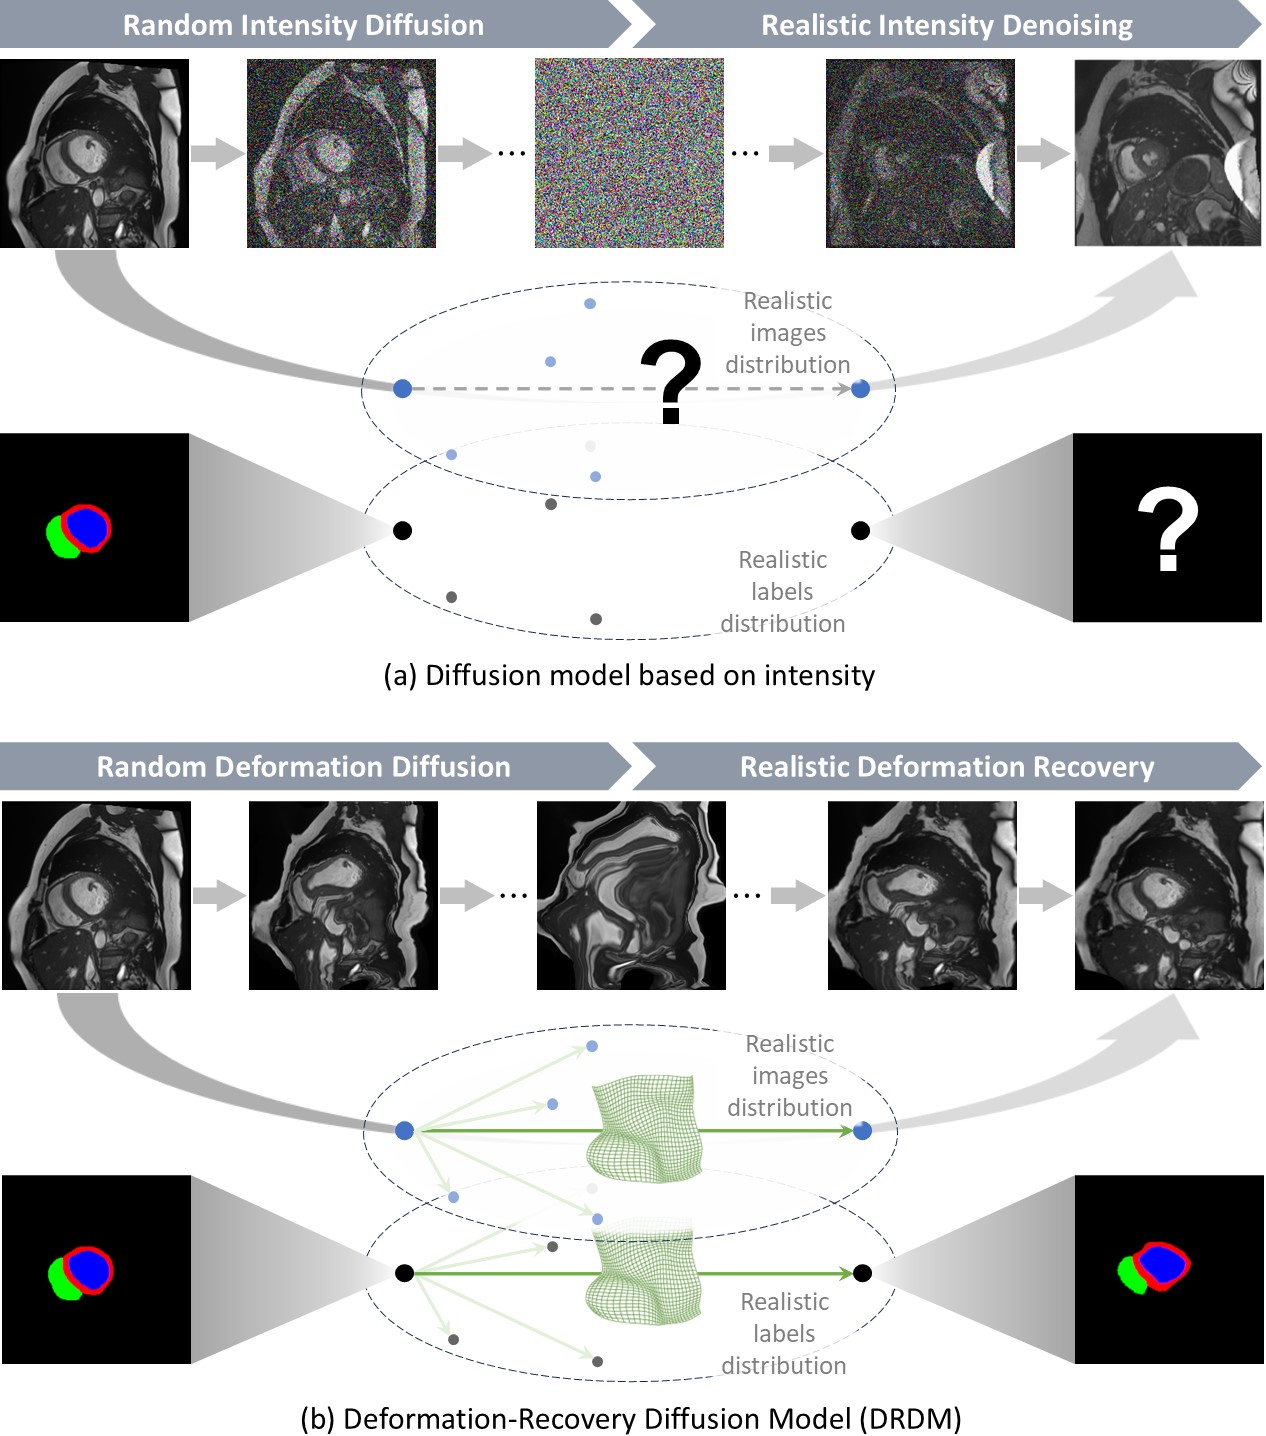 Random Intensity Diffusion
Realistic Intensity Denoising
...
...
Realistic
images
distribution
?
?
Realistic
labels
distribution
(a) Diffusion model based on intensity
Random Deformation Diffusion
Realistic Deformation Recovery
...
...
Realistic
images
distribution
Realistic
labels
distribution
(b) Deformation-Recovery Diffusion Model (DRDM)